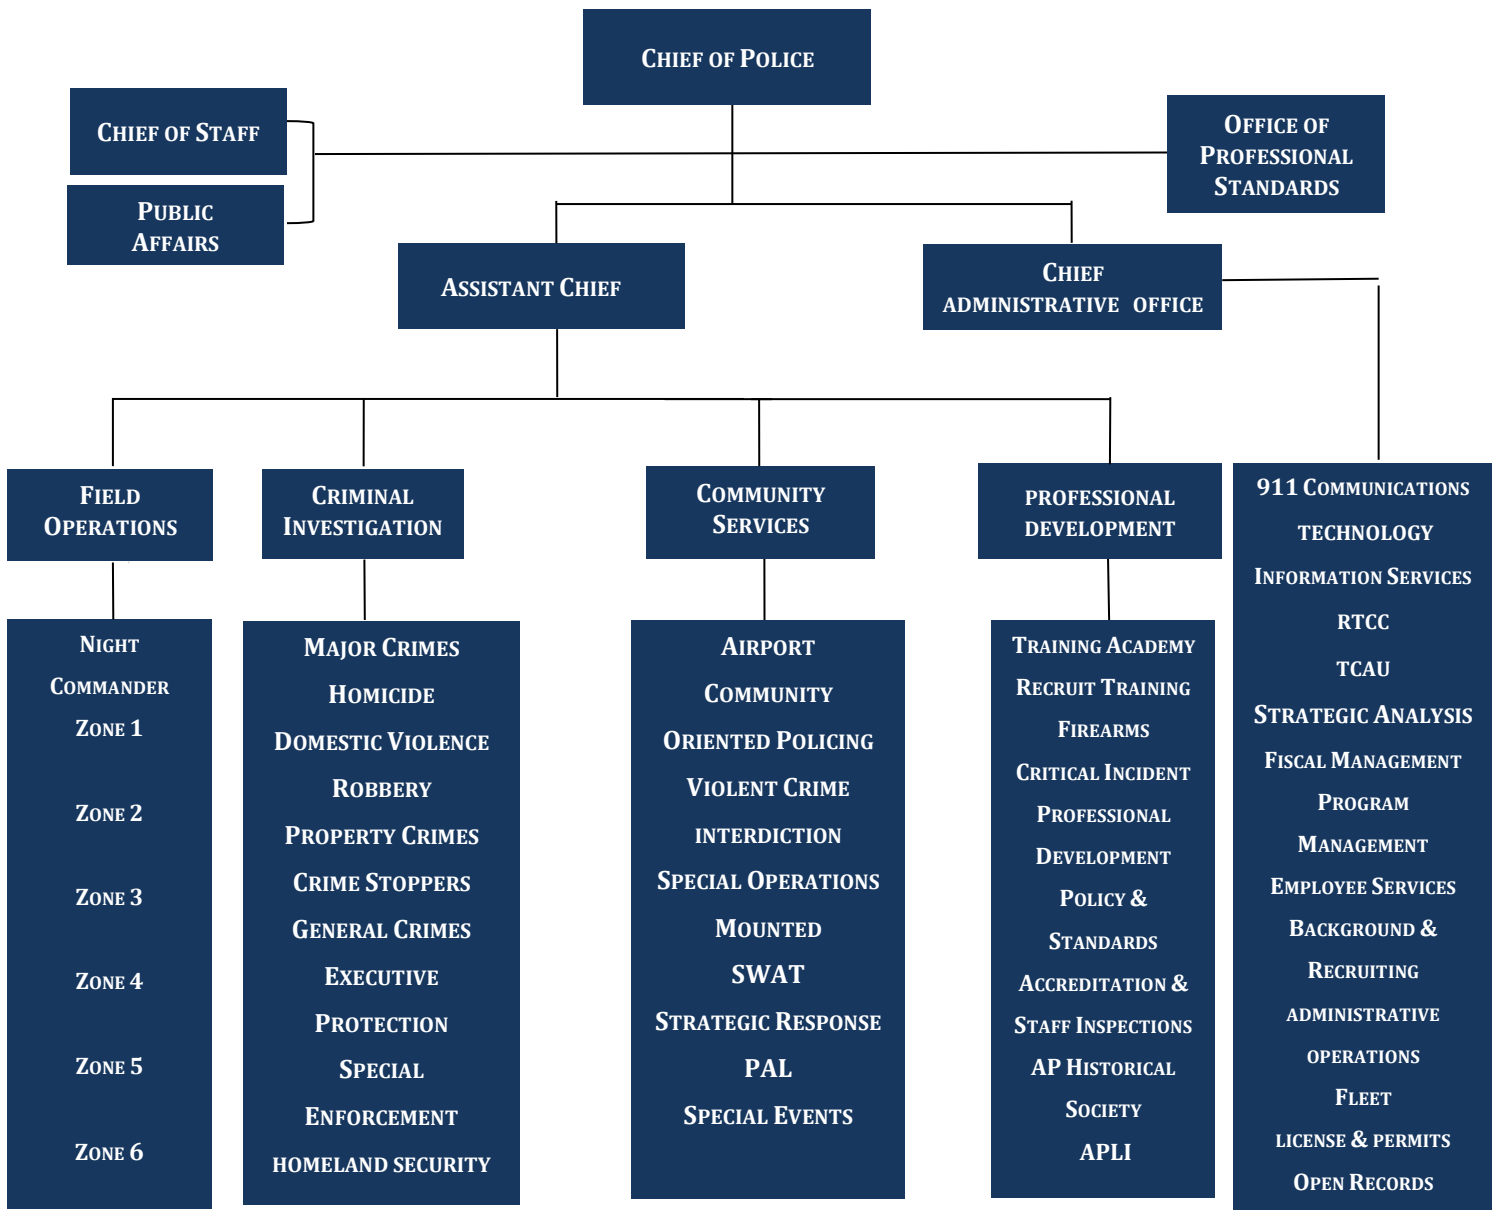 Chief of Police
Chief of Staff
Office of
Professional
Standards
Public
Affairs
Assistant Chief
Chief
administrative office
Field
Operations
Criminal
Investigation
Community
Services
professional
development
Night
Commander
Zone 1
Zone 2
Zone 3
Zone 4
Zone 5
Zone 6
Major Crimes
Homicide
Domestic Violence
Robbery
Property Crimes
Crime Stoppers
General Crimes
Executive
Protection
Special
Enforcement
homeland security
Airport
Community
Oriented Policing
Violent Crime
interdiction
Special Operations
Mounted
SWAT
Strategic Response
PAL
Special Events
Training Academy
Recruit Training
Firearms
Critical Incident
Professional
Development
Policy &
Standards
Accreditation &
Staff Inspections
AP Historical
Society
APLI
911 Communications
technology
Information Services
RTCC
TCAU
Strategic Analysis
Fiscal Management
Program
Management
Employee Services
Background &
Recruiting
administrative
operations
Fleet
license & permits
Open Records